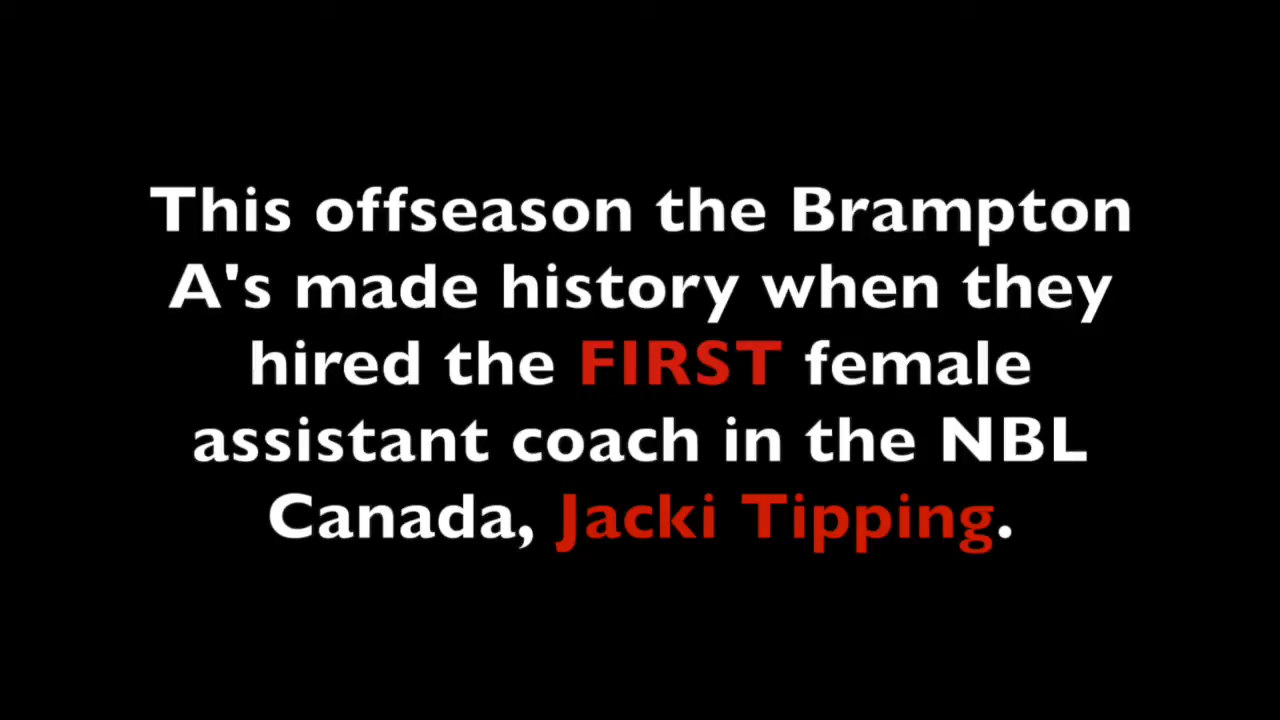 This offseason the Brampton
A's made history when they
hired the FIRST female
assistant coach in the NBL
Canada, Jacki Tipping.